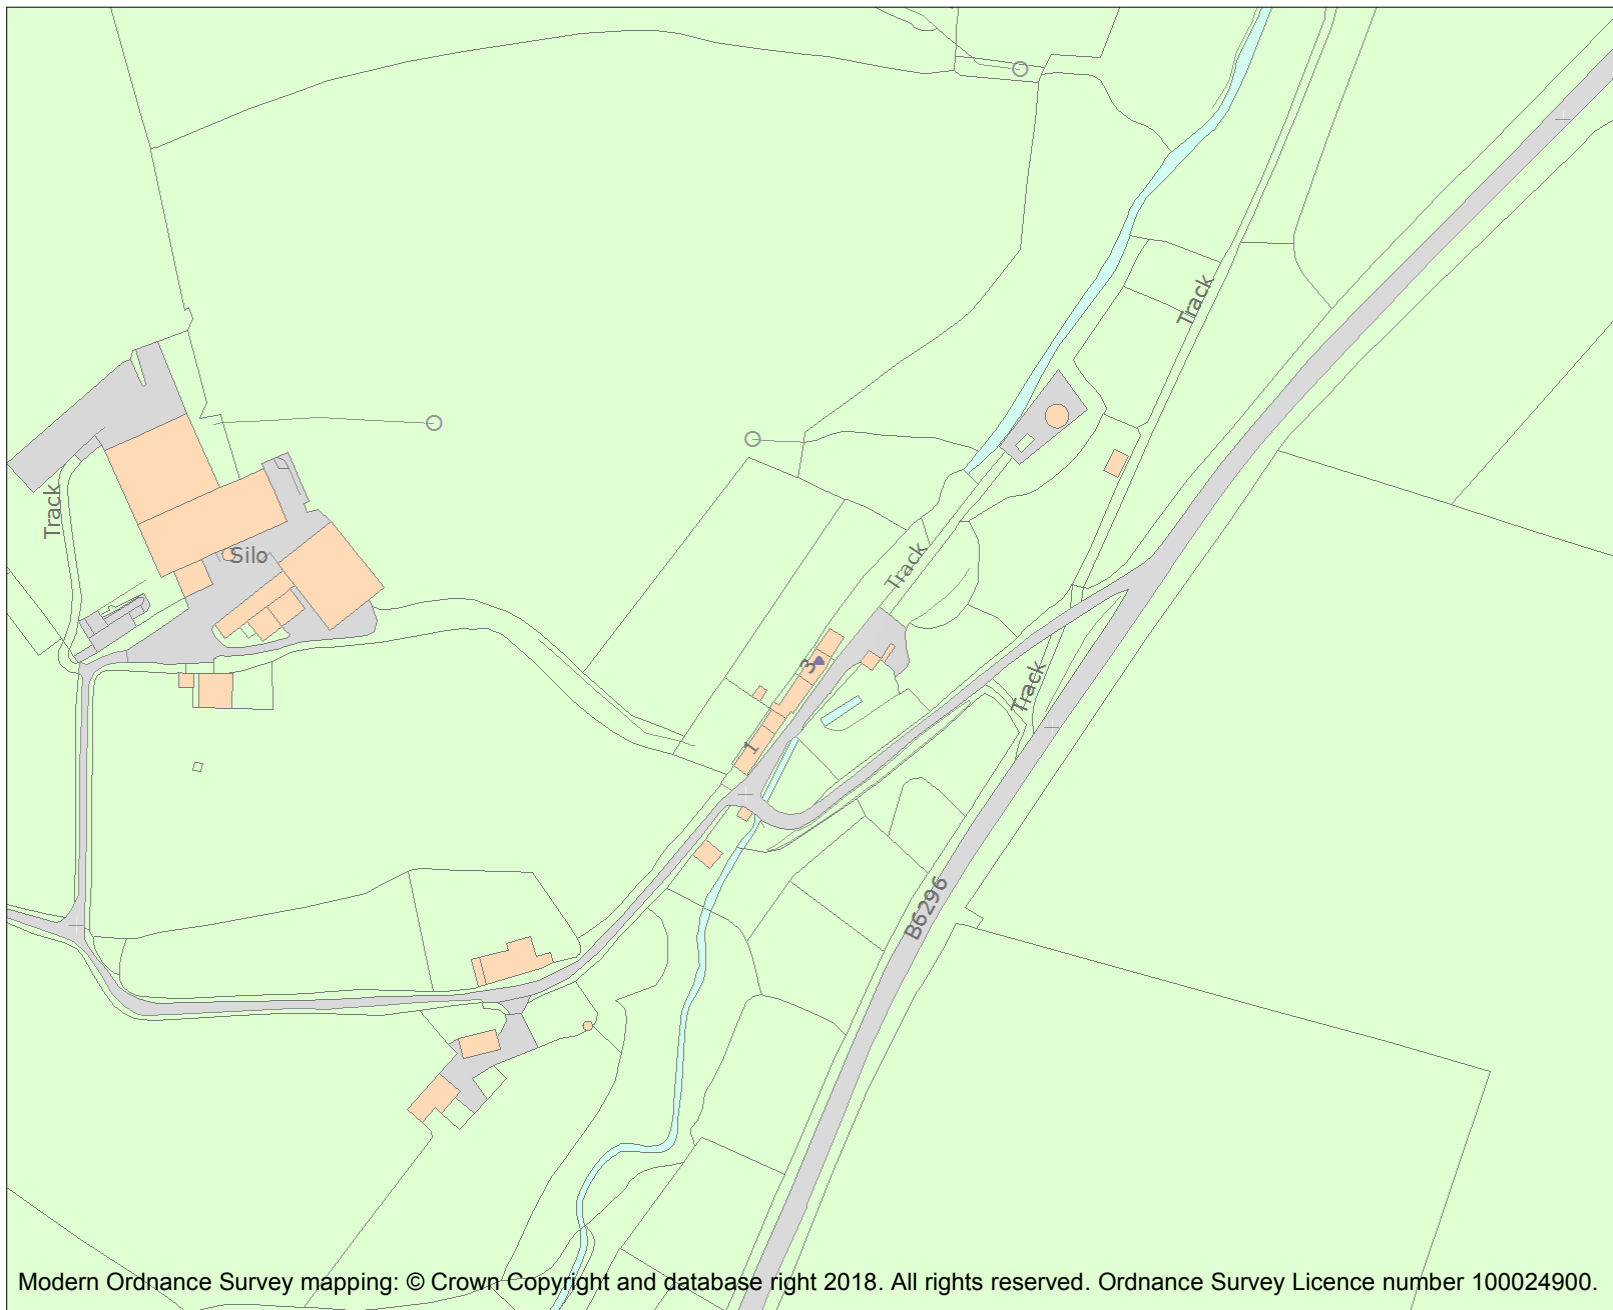 Track
Track
Silo
Track
3
Track
1
B6296
Modern Ordnance Survey mapping: © Crown Copyright and database right 2018. All rights reserved. Ordnance Survey Licence number 100024900.